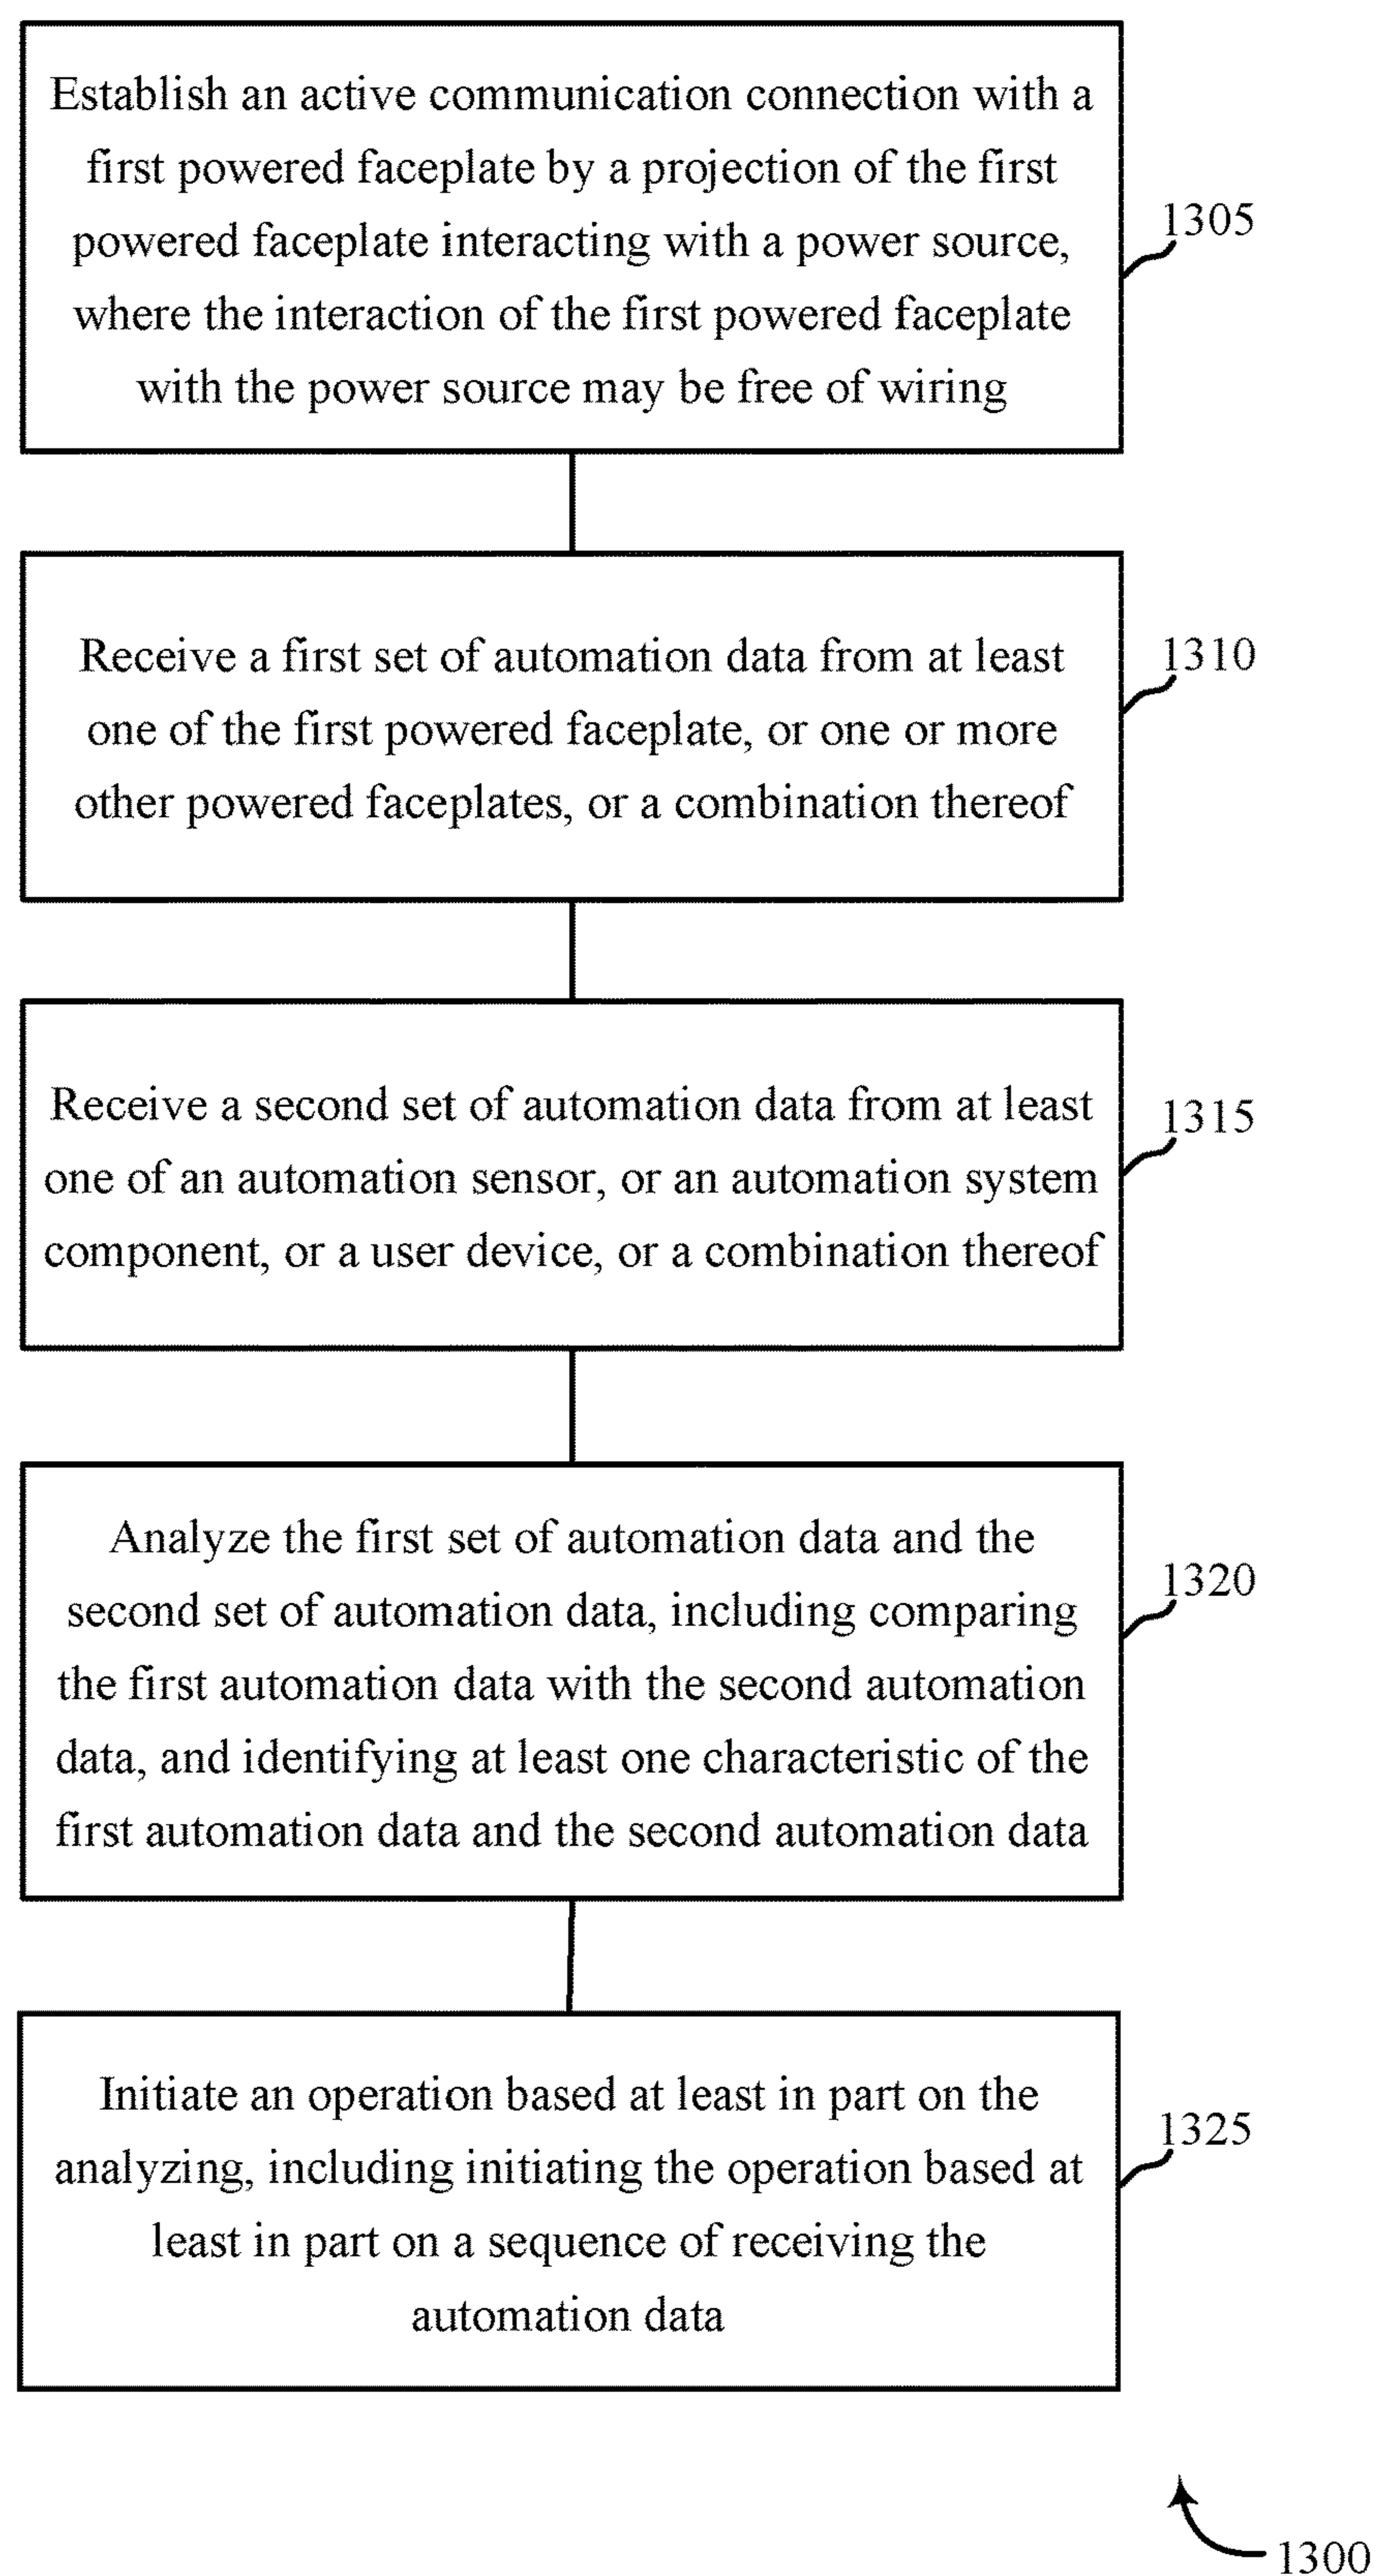 Establish an active communication connection with a
first powered faceplate by a projection of the first
powered faceplate interacting with a power source,
where the interaction of the first powered faceplate
with the power source may be free of wiring
1305
Receive a first set of automation data from at least
one of the first powered faceplate, or one or more
other powered faceplates, or a combination thereof
1310
Receive a second set of automation data from at least
one of an automation sensor, or an automation system
component, or a user device, or a combination thereof
1315
Analyze the first set of automation data and the
second set of automation data, including comparing
the first automation data with the second automation
data, and identifying at least one characteristic of the
first automation data and the second automation data
1320
Initiate an operation based at least in part on the
analyzing, including initiating the operation based at
least in part on a sequence of receiving the
automation data
1325
1300